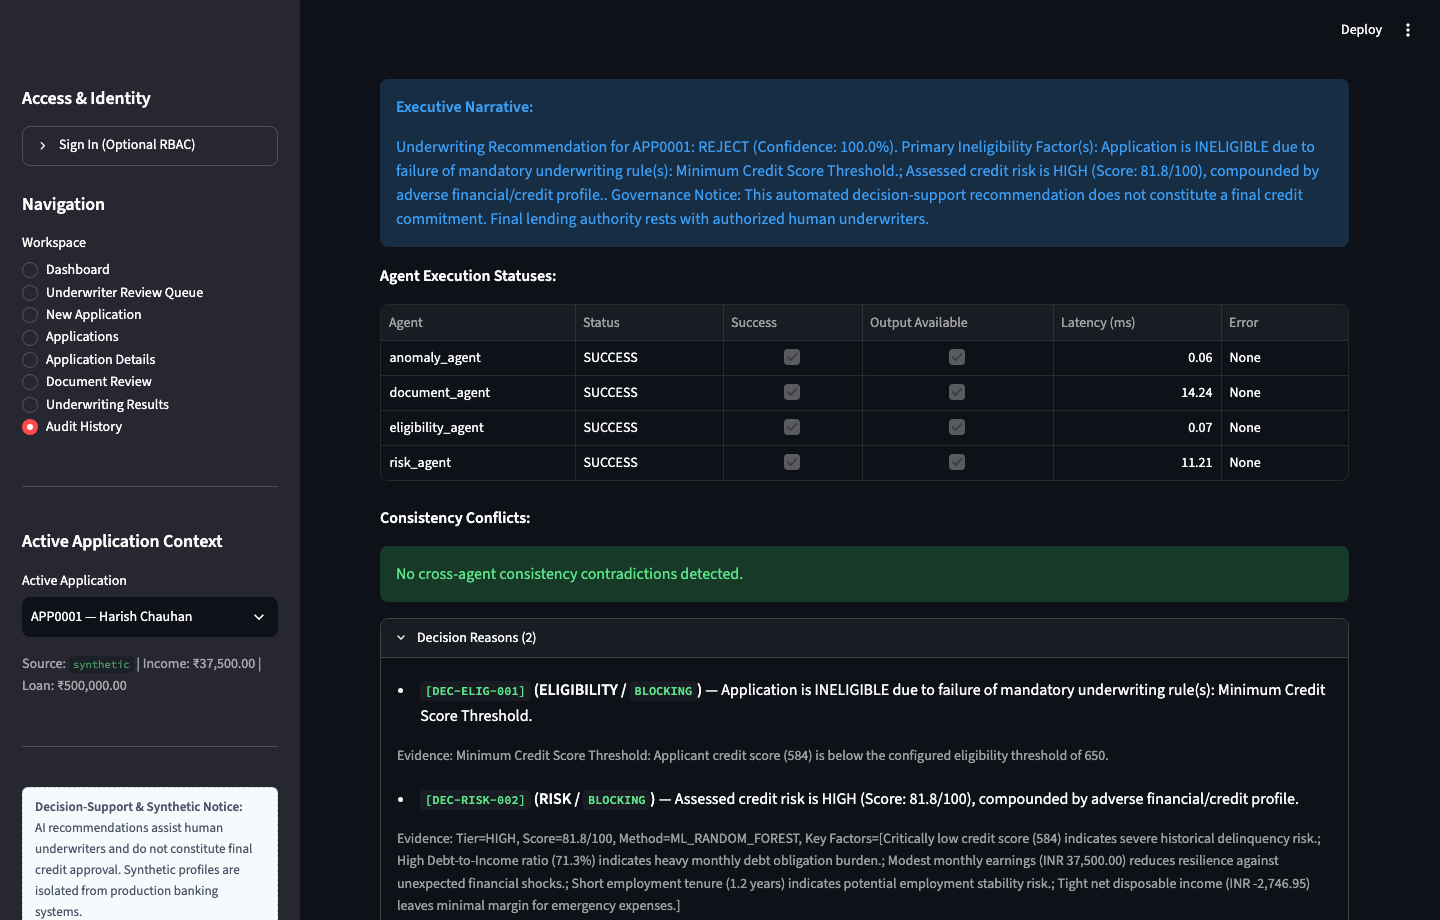 Deploy
Access & Identity
Sign In (Optional RBAC)
Navigation
Workspace
Dashboard
Underwriter Review Queue
New Application
Applications
Application Details
Document Review
Underwriting Results
Audit History
Active Application Context
Active Application
APP0001 — Harish Chauhan
Source: synthetic | Income: ₹37,500.00 |
Loan: ₹500,000.00
Decision-Support & Synthetic Notice:
AI recommendations assist human
underwriters and do not constitute final
credit approval. Synthetic profiles are
isolated from production banking
systems.
Executive Narrative:
Underwriting Recommendation for APP0001: REJECT (Confidence: 100.0%). Primary Ineligibility Factor(s): Application is INELIGIBLE due to
failure of mandatory underwriting rule(s): Minimum Credit Score Threshold.; Assessed credit risk is HIGH (Score: 81.8/100), compounded by
adverse financial/credit profile.. Governance Notice: This automated decision-support recommendation does not constitute a final credit
commitment. Final lending authority rests with authorized human underwriters.
Agent Execution Statuses:
Agent Status Success Output Available Latency (ms) Error
anomaly_agent SUCCESS 0.06 None
document_agent SUCCESS 14.24 None
eligibility_agent SUCCESS 0.07 None
risk_agent SUCCESS 11.21 None
Consistency Conflicts:
No cross-agent consistency contradictions detected.
Decision Reasons (2)
• [DEC-ELIG-001] (ELIGIBILITY / BLOCKING) — Application is INELIGIBLE due to failure of mandatory underwriting rule(s): Minimum Credit
Score Threshold.
Evidence: Minimum Credit Score Threshold: Applicant credit score (584) is below the configured eligibility threshold of 650.
• [DEC-RISK-002] (RISK / BLOCKING) — Assessed credit risk is HIGH (Score: 81.8/100), compounded by adverse financial/credit profile.
Evidence: Tier=HIGH, Score=81.8/100, Method=ML_RANDOM_FOREST, Key Factors=[Critically low credit score (584) indicates severe historical delinquency risk.;
High Debt-to-Income ratio (71.3%) indicates heavy monthly debt obligation burden.; Modest monthly earnings (INR 37,500.00) reduces resilience against
unexpected financial shocks.; Short employment tenure (1.2 years) indicates potential employment stability risk.; Tight net disposable income (INR -2,746.95)
leaves minimal margin for emergency expenses.]